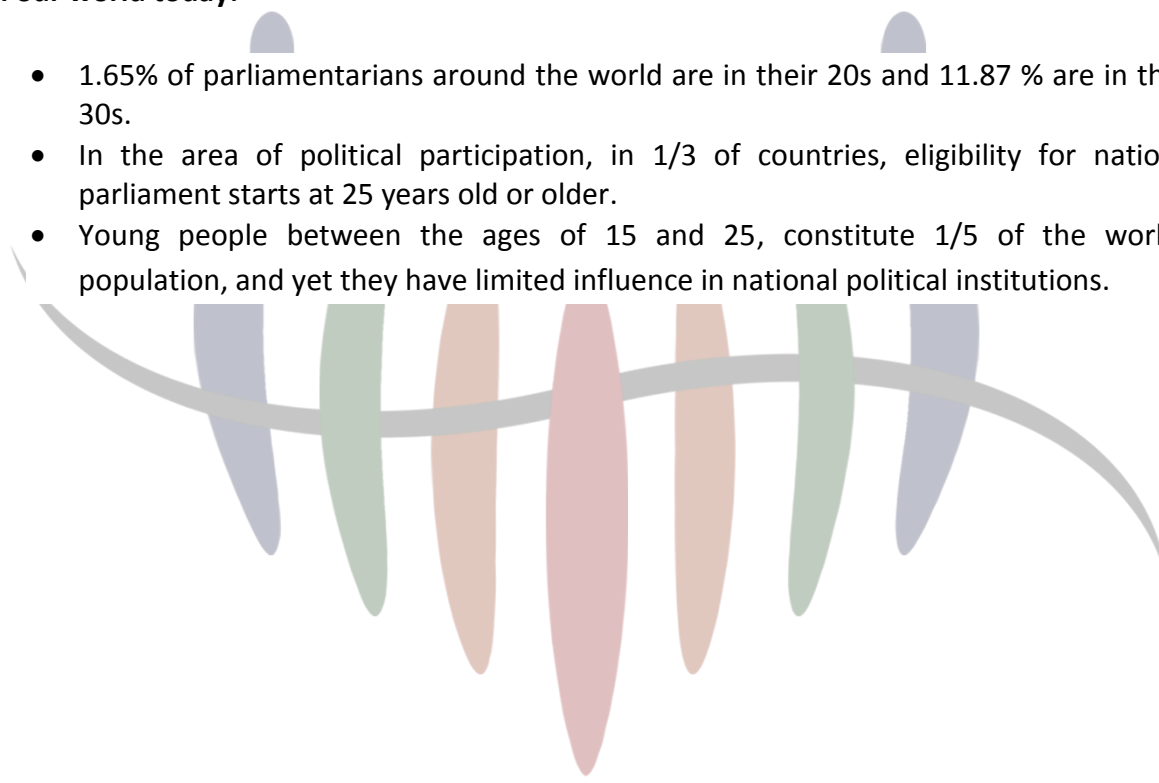 our world today:
• 1.65% of parliamentarians around the world are in their 20s and 11.87 % are in
30s.
• In the area of political participation, in 1/3 of countries, eligibility for
parliament starts at 25 years old or older.
• Young people between the ages of 15 and 25, constitute 1/5 of the
population, and yet they have limited influence in national political institutions.